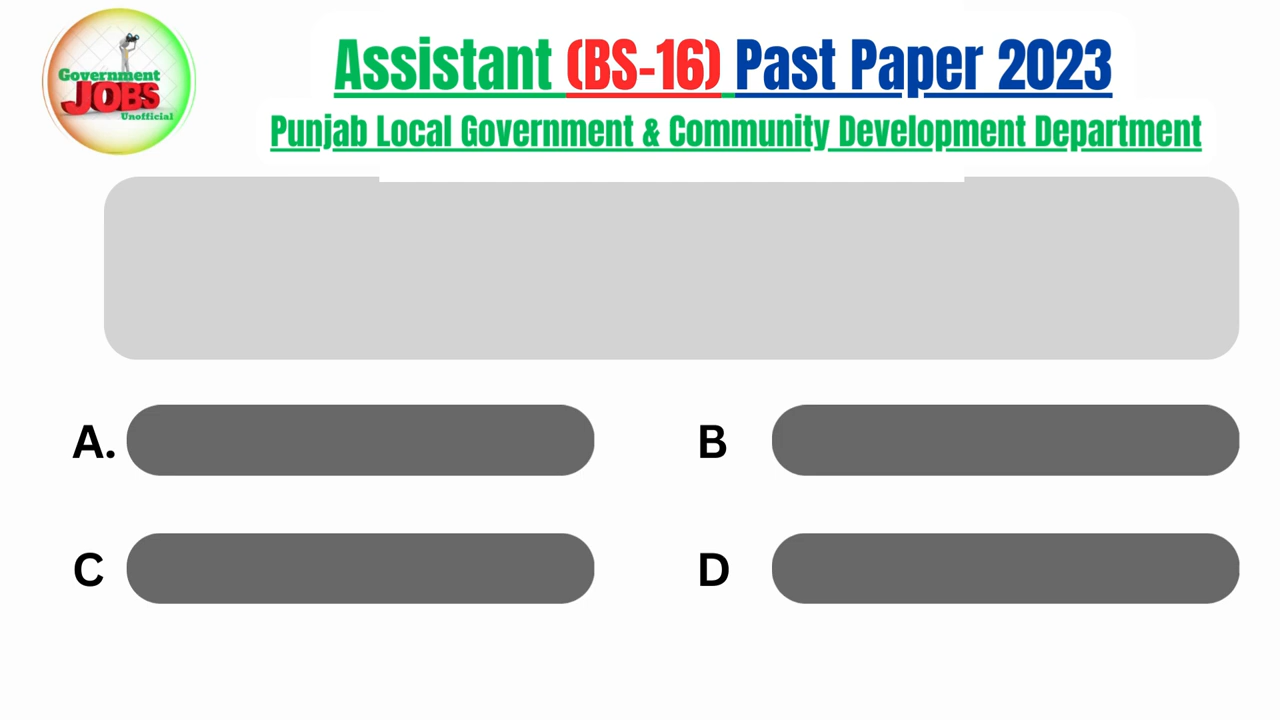 Government
JOBS
Unofficial
Assistant (BS-16) Past Paper 2023
Punjab Local Government & Community Development Department
A.
B
C
D